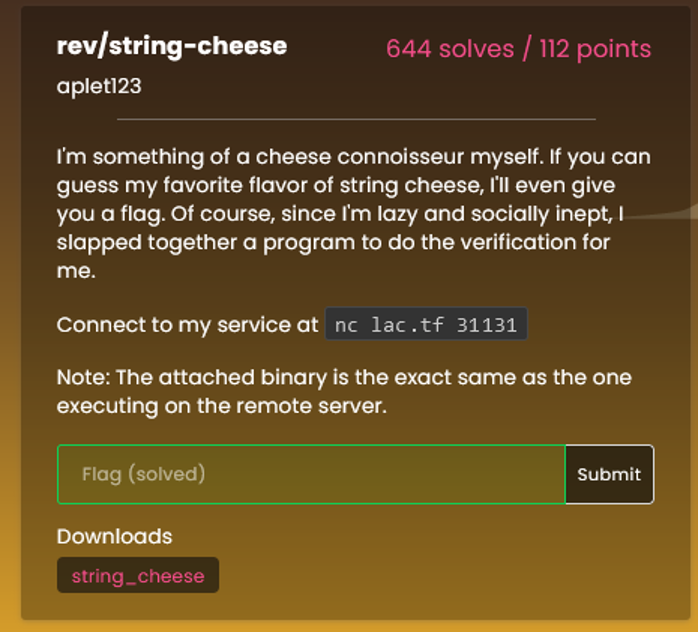 rev/string-cheese
644 solves / 112 points
aplet123
I'm something of a cheese connoisseur myself. If you can
guess my favorite flavor of string cheese, I'll even give
you a flag. Of course, since I'm lazy and socially inept, I
slapped together a program to do the verification for
me.
Connect to my service at nc lac.tf 31131
Note: The attached binary is the exact same as the one
executing on the remote server.
Flag (solved)
Submit
Downloads
string_cheese